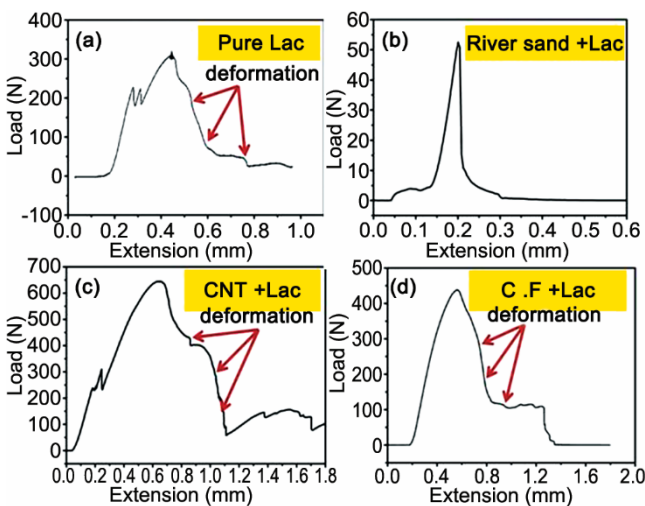 (a)
Pure Lac
deformation
Load (N)
400
300
200
100
0
-100
0.0 0.2 0.4 0.6 0.8 1.0
Extension (mm)
(b)
River sand +Lac
Load (N)
60
50
40
30
20
10
0
0.0 0.1 0.2 0.3 0.4 0.5 0.6
Extension (mm)
(c)
CNT +Lac
deformation
Load (N)
700
600
500
400
300
200
100
0
0.0 0.2 0.4 0.6 0.8 1.0 1.2 1.4 1.6 1.8
Extension (mm)
(d)
C .F +Lac
deformation
Load (N)
500
400
300
200
100
0
0.0 0.4 0.8 1.2 1.6 2.0
Extension (mm)